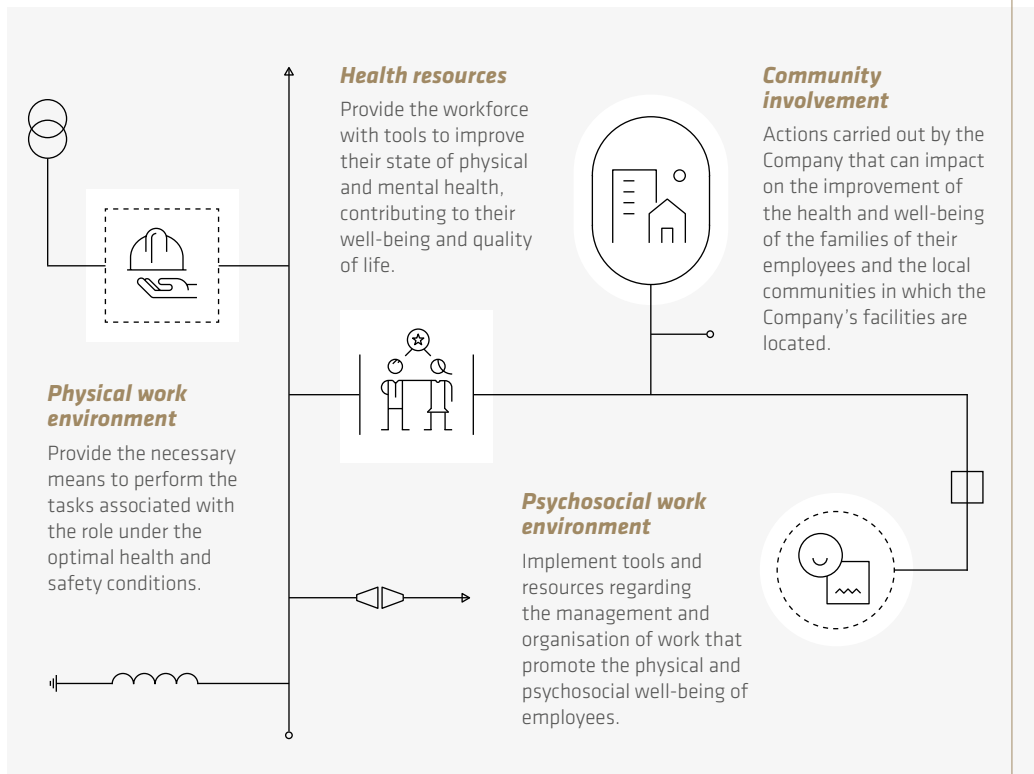 Health resources
Provide the workforce
with tools to improve
their state of physical
and mental health,
contributing to their
well-being and quality
of life.
Community
involvement
Actions carried out by the
Company that can impact
on the improvement of
the health and well-being
of the families of their
employees and the local
communities in which the
Company's facilities are
located.
Physical work
environment
Provide the necessary
means to perform the
tasks associated with
the role under the
optimal health and
safety conditions.
Psychosocial work
environment
Implement tools and
resources regarding
the management and
organisation of work that
promote the physical and
psychosocial well-being of
employees.